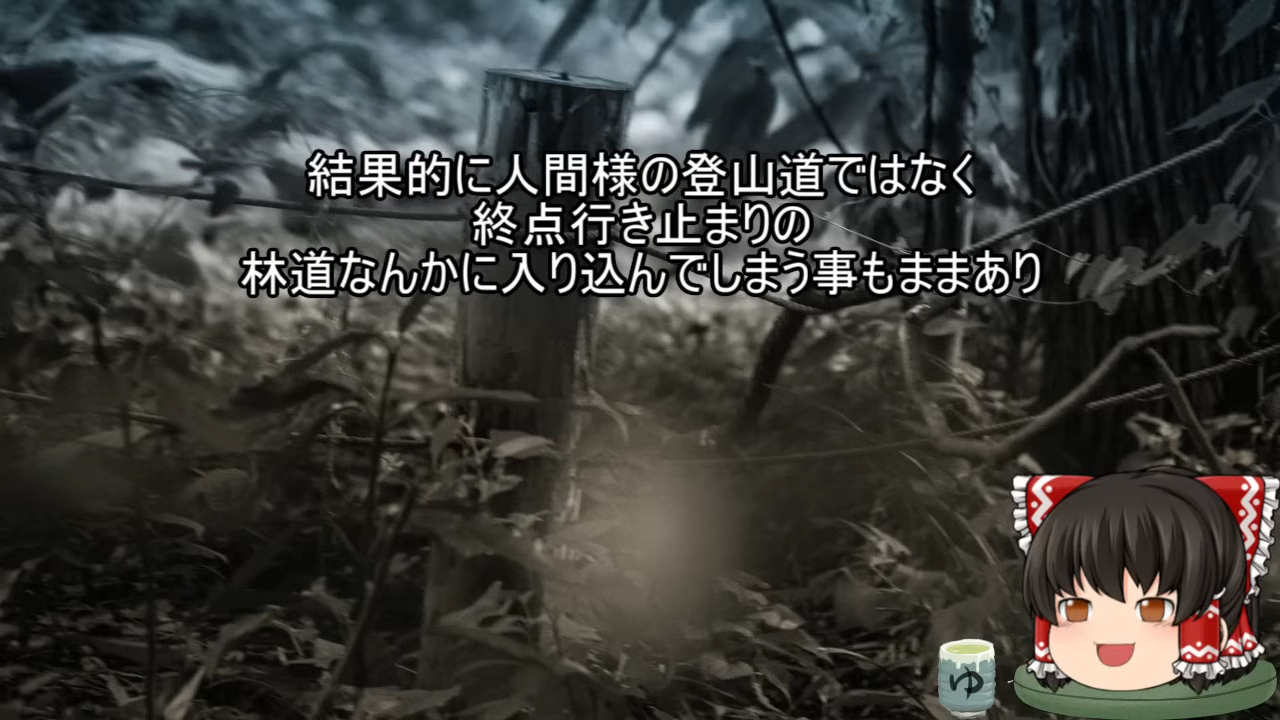 結果的に人間様の登山道ではなく
終点行き止まりの
林道なんかに入り込んでしまう事もままあり
ゆ